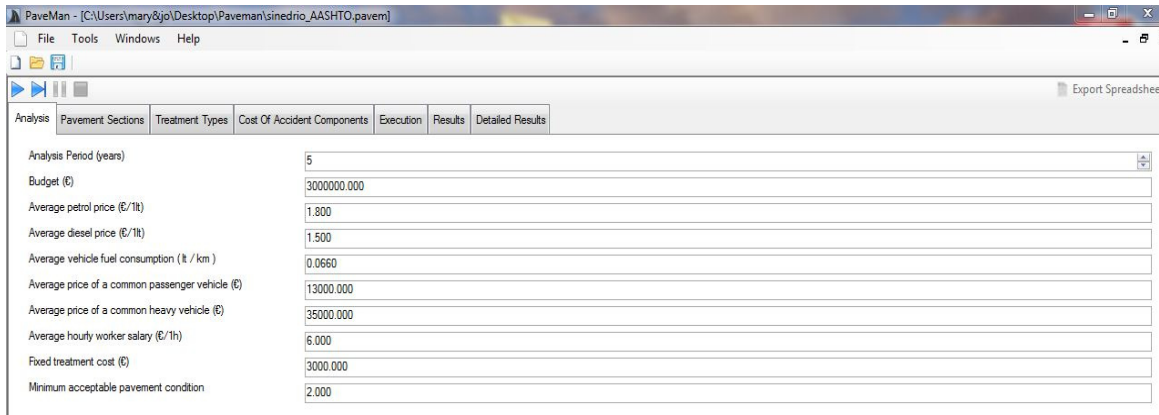 PaveMan - [C:\Users\mary&jo\Desktop\Paveman\sinedrio_AASHTO.pavem]
File Tools Windows Help
Export Spreadshee
Analysis Pavement Sections Treatment Types Cost Of Accident Components Execution Results Detailed Results
Analysis Period (years) 5
Budget (€) 3000000.000
Average petrol price (€/1lt) 1.800
Average diesel price (€/1lt) 1.500
Average vehicle fuel consumption ( lt / km ) 0.0660
Average price of a common passenger vehicle (€) 13000.000
Average price of a common heavy vehicle (€) 35000.000
Average hourly worker salary (€/1h) 6.000
Fixed treatment cost (€) 3000.000
Minimum acceptable pavement condition 2.000